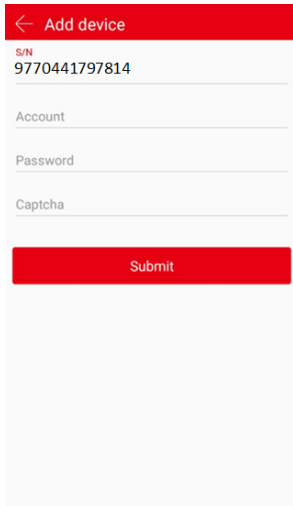 Add device
S/N
9770441797814
Account
Password
Captcha
Submit